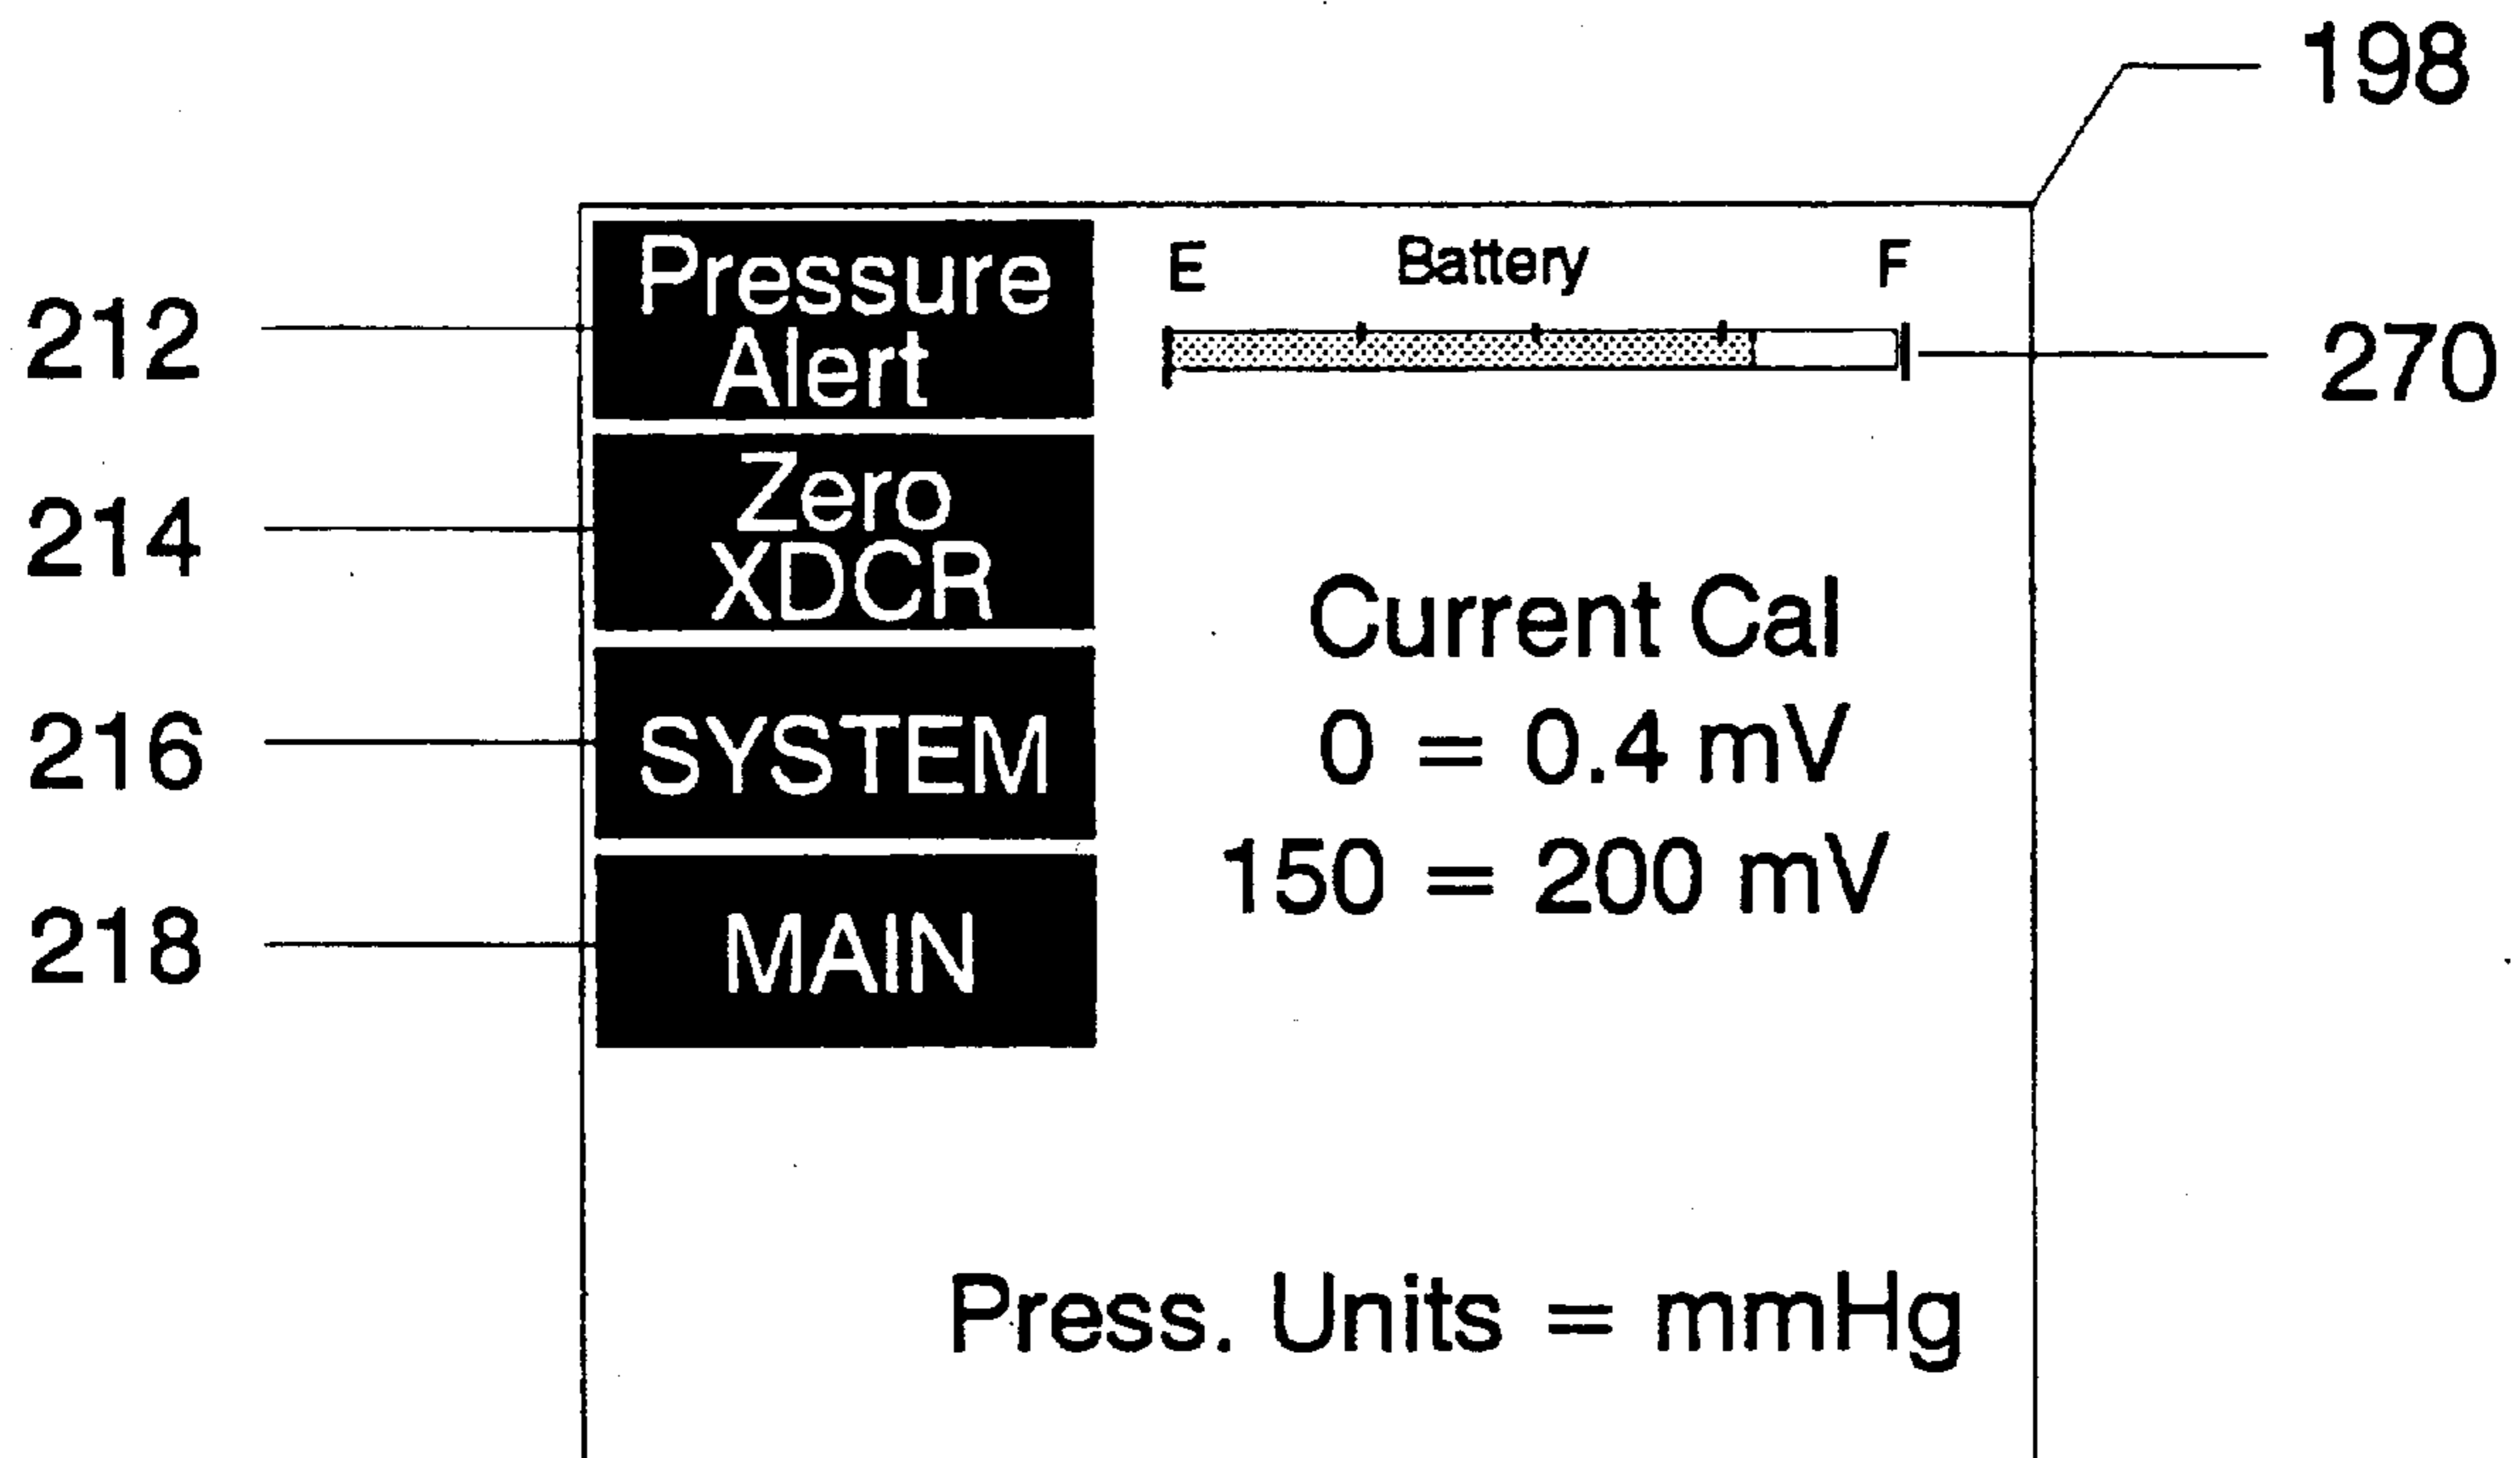 198
Pressure
Alert
E Battery F
212
270
Zero
XDCR
214
Current Cal
0 = 0.4 mV
150 = 200 mV
SYSTEM
216
MAIN
218
Press. Units = mmHg